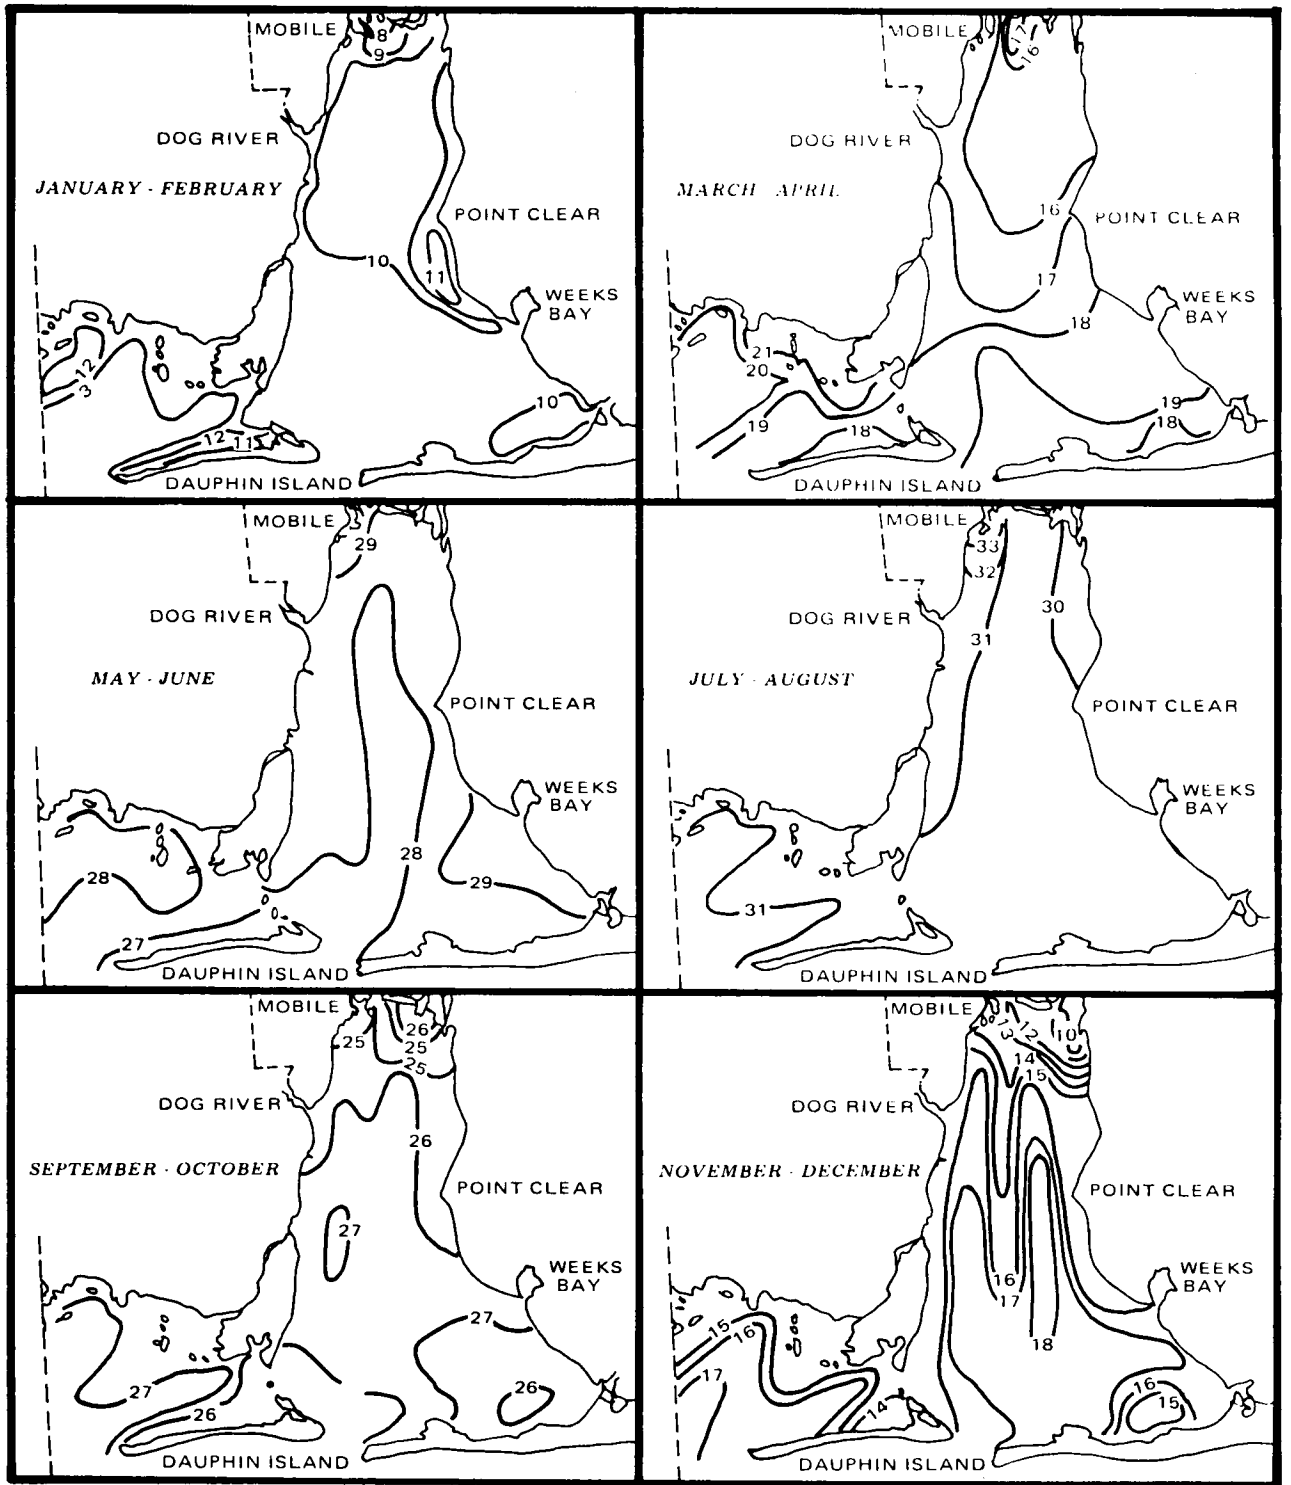 MOBILE
8
9
DOG RIVER
JANUARY - FEBRUARY
POINT CLEAR
10
11
WEEKS
BAY
12
3
10
12
11
DAUPHIN ISLAND
MOBILE
17
16
DOG RIVER
MARCH APRIL
16
POINT CLEAR
17
WEEKS
BAY
18
21
20
19
19
18
18
DAUPHIN ISLAND
MOBILE
29
DOG RIVER
MAY - JUNE
POINT CLEAR
WEEKS
BAY
28
28
29
27
DAUPHIN ISLAND
MOBILE
33
32
30
DOG RIVER
31
JULY - AUGUST
POINT CLEAR
WEEKS
BAY
31
DAUPHIN ISLAND
MOBILE
26
25
25
25
DOG RIVER
26
SEPTEMBER - OCTOBER
POINT CLEAR
27
WEEKS
BAY
27
27
26
26
DAUPHIN ISLAND
MOBILE
13
12
10
14
15
DOG RIVER
NOVEMBER - DECEMBER
POINT CLEAR
WEEKS
BAY
16
17
15
16
18
17
16
15
14
DAUPHIN ISLAND